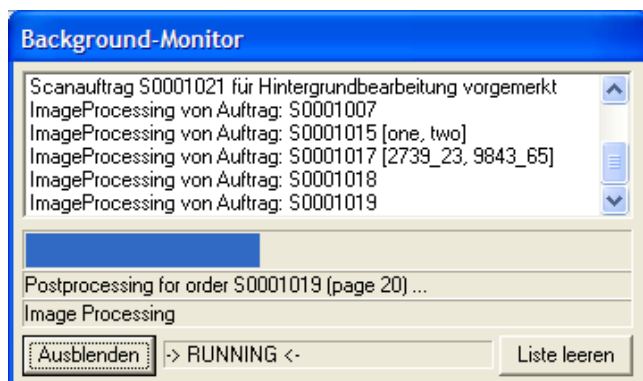 Background-Monitor
Scanauftrag S0001021 für Hintergrundbearbeitung vorgemerkt
ImageProcessing von Auftrag: S0001007
ImageProcessing von Auftrag: S0001015 [one, two]
ImageProcessing von Auftrag: S0001017 [2739_23, 9843_65]
ImageProcessing von Auftrag: S0001018
ImageProcessing von Auftrag: S0001019
Postprocessing for order S0001019 (page 20) ...
Image Processing
Ausblenden -> RUNNING <- Liste leeren